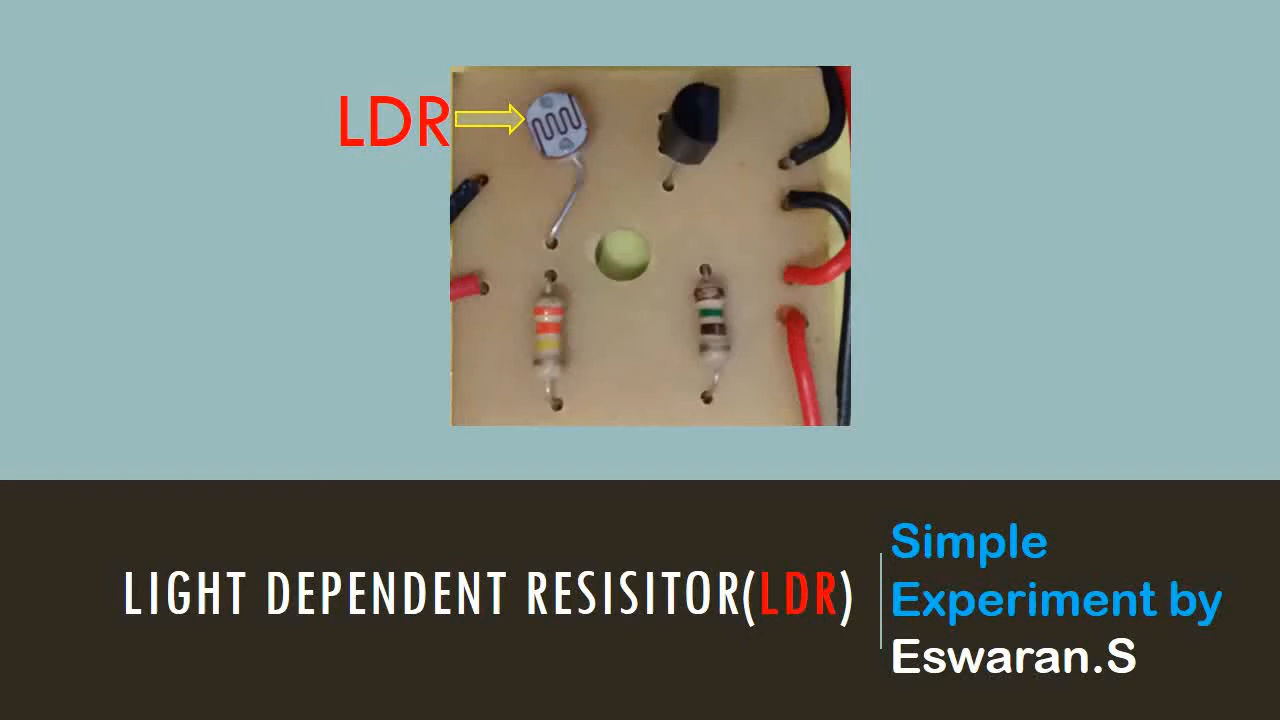 LDR
LIGHT DEPENDENT RESISITOR(LDR)
Simple
Experiment by
Eswaran.S